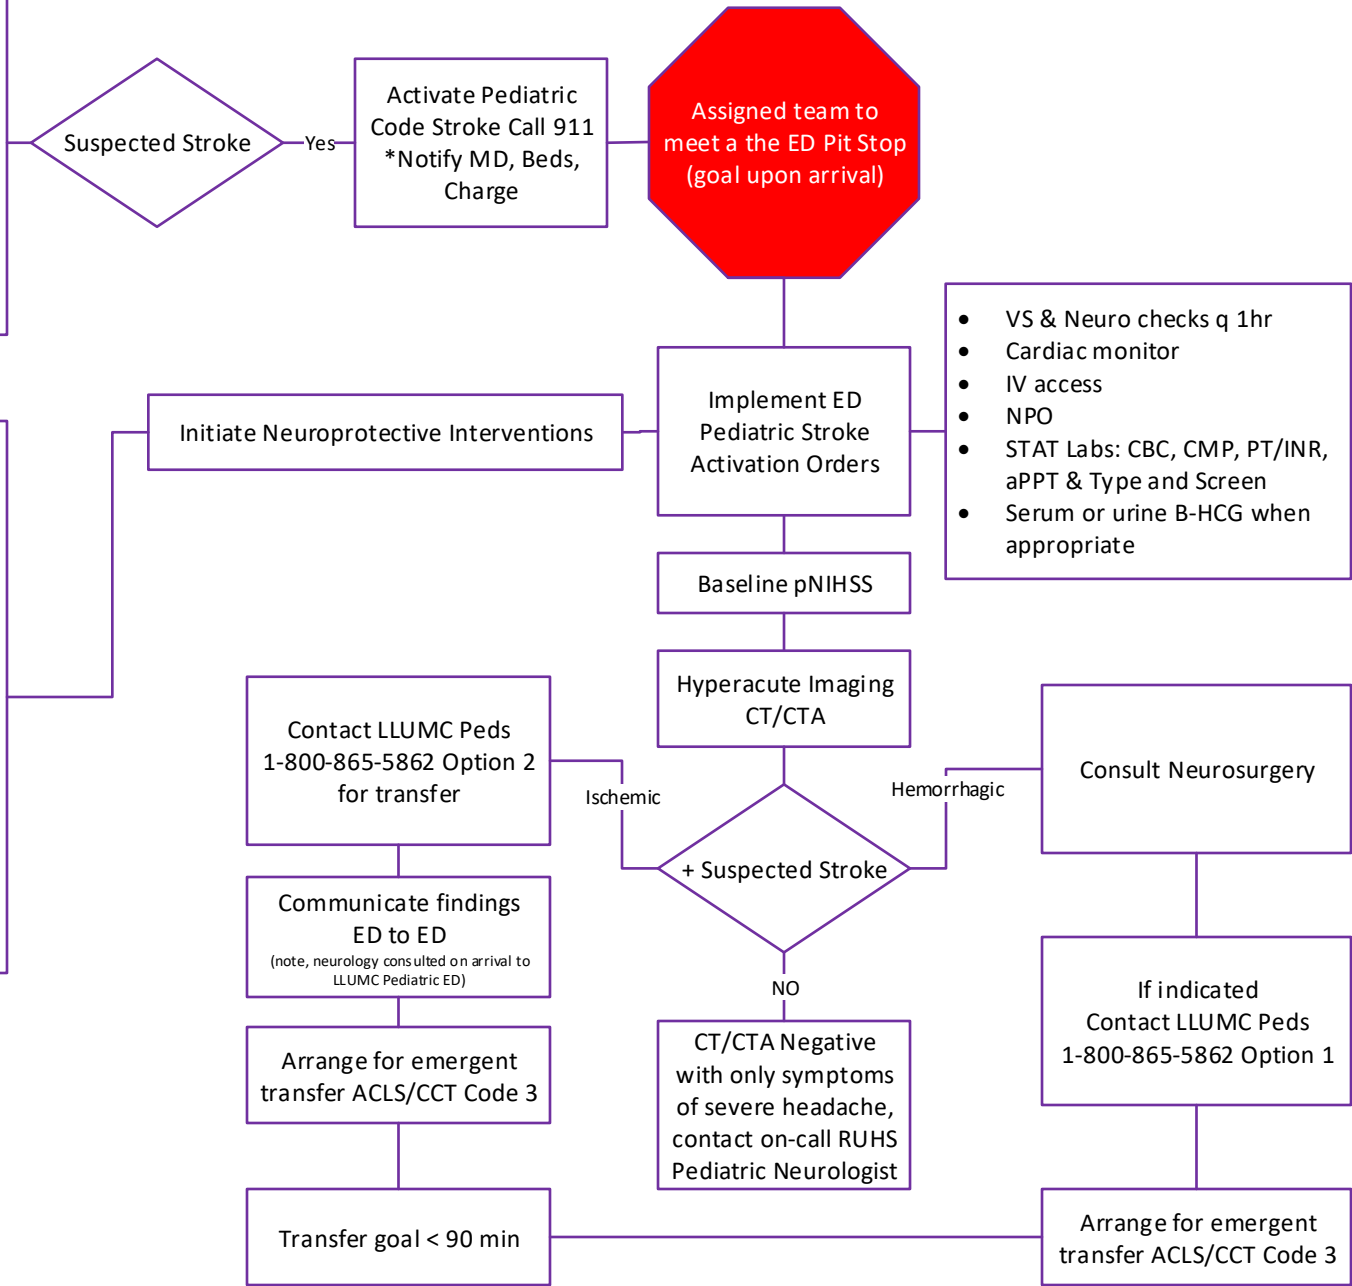 Suspected Stroke
Yes
Activate Pediatric
Code Stroke Call 911
*Notify MD, Beds,
Charge
Assigned team to
meet a the ED Pit Stop
(goal upon arrival)
• VS & Neuro checks q 1hr
• Cardiac monitor
• IV access
• NPO
• STAT Labs: CBC, CMP, PT/INR,
aPPT & Type and Screen
• Serum or urine B-HCG when
appropriate
Implement ED
Pediatric Stroke
Activation Orders
Initiate Neuroprotective Interventions
Baseline pNIHSS
Hyperacute Imaging
CT/CTA
+ Suspected Stroke
Ischemic
Contact LLUMC Peds
1-800-865-5862 Option 2
for transfer
Communicate findings
ED to ED
(note, neurology consulted on arrival to
LLUMC Pediatric ED)
Arrange for emergent
transfer ACLS/CCT Code 3
Transfer goal < 90 min
NO
CT/CTA Negative
with only symptoms
of severe headache,
contact on-call RUHS
Pediatric Neurologist
Hemorrhagic
Consult Neurosurgery
If indicated
Contact LLUMC Peds
1-800-865-5862 Option 1
Arrange for emergent
transfer ACLS/CCT Code 3